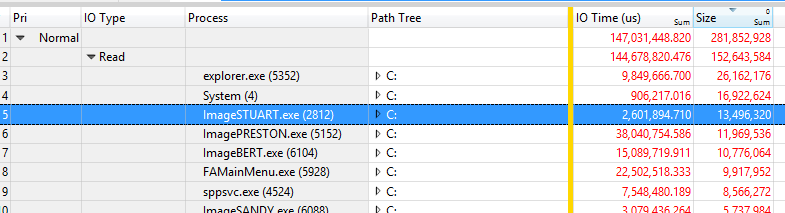 Pri IO Type Process Path Tree IO Time (us) Sum Size 0 Sum
1 Normal 147,031,448.820 281,852,928
2 Read 144,678,820.476 152,643,584
3 explorer.exe (5352) C: 9,849,666.700 26,162,176
4 System (4) C: 906,217.016 16,922,624
5 ImageSTUART.exe (2812) C: 2,601,894.710 13,496,320
6 ImagePRESTON.exe (5152) C: 38,040,754.586 11,969,536
7 ImageBERT.exe (6104) C: 15,089,719.911 10,776,064
8 FAMainMenu.exe (5928) C: 22,502,518.333 9,917,952
9 sppsvc.exe (4524) C: 7,548,480.189 8,566,272
0 ImageSANDY.exe (6088) C: 3,079,436.264 5,737,984